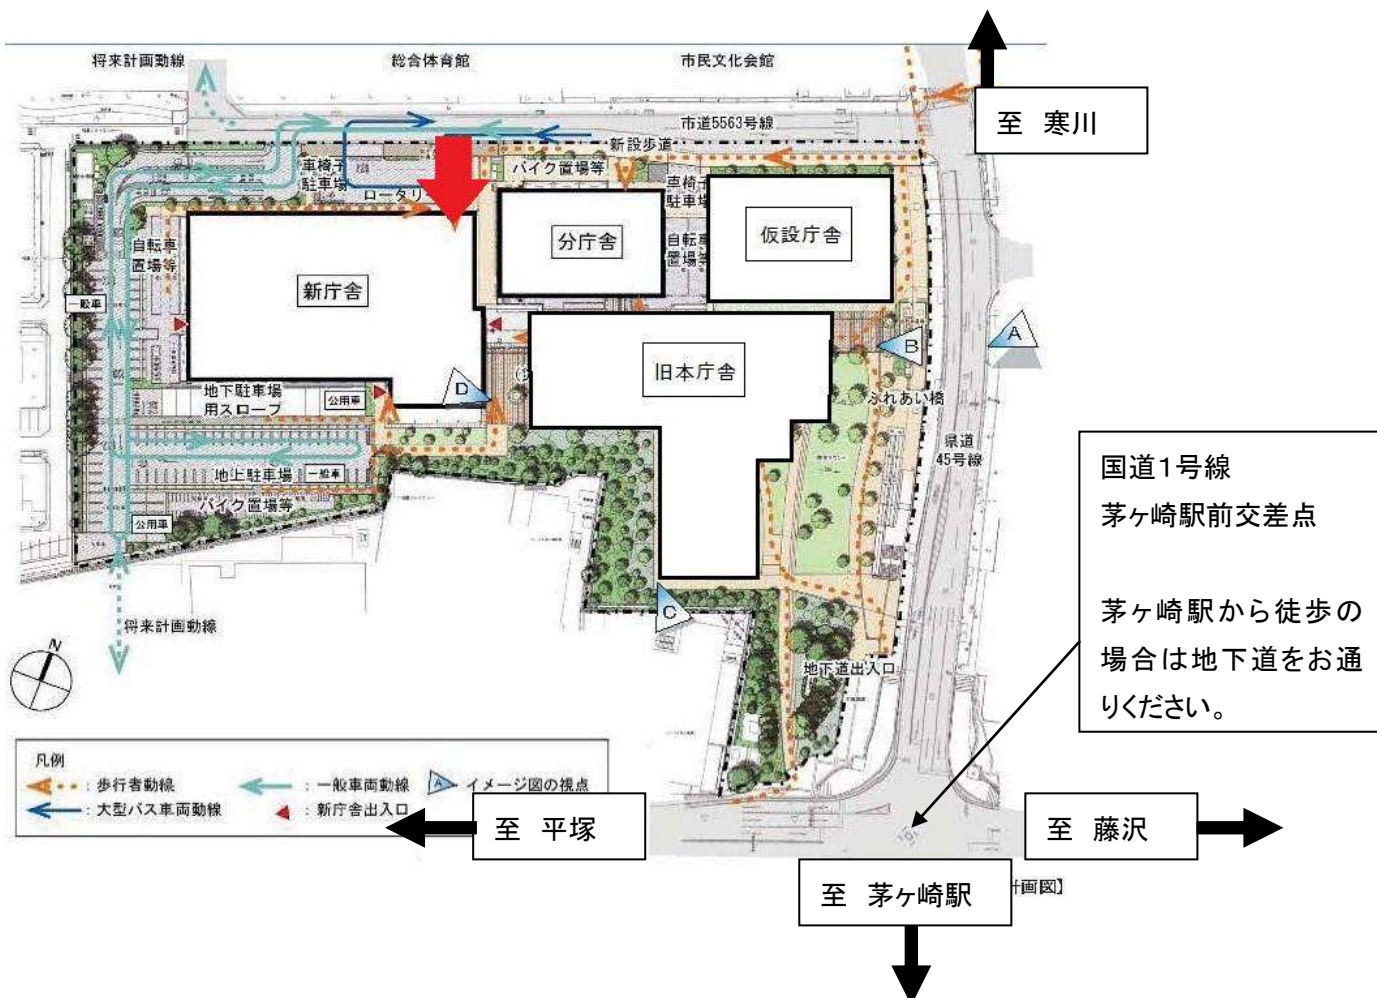 将来計画動線
総合体育館
市民文化会館
至 寒川
市道5563号線
新設歩道
車椅子
駐車場
バイク置場等
ロータリー
車椅子
駐車場
自転車
置場等
新庁舎
分庁舎
自転車
置場等
仮設庁舎
一般車
A
B
旧本庁舎
D
地下駐車場
用スロープ
公用車
ふれあい橋
県道
45号線
地上駐車場
一般車
バイク置場等
公用車
国道1号線
茅ヶ崎駅前交差点
茅ヶ崎駅から徒歩の
場合は地下道をお通
りください。
C
将来計画動線
N
地下道出入口
凡例
:歩行者動線
:一般車両動線
A
イメージ図の視点
:大型バス車両動線
:新庁舎出入口
至 平塚
至 藤沢
至 茅ヶ崎駅
計画図】